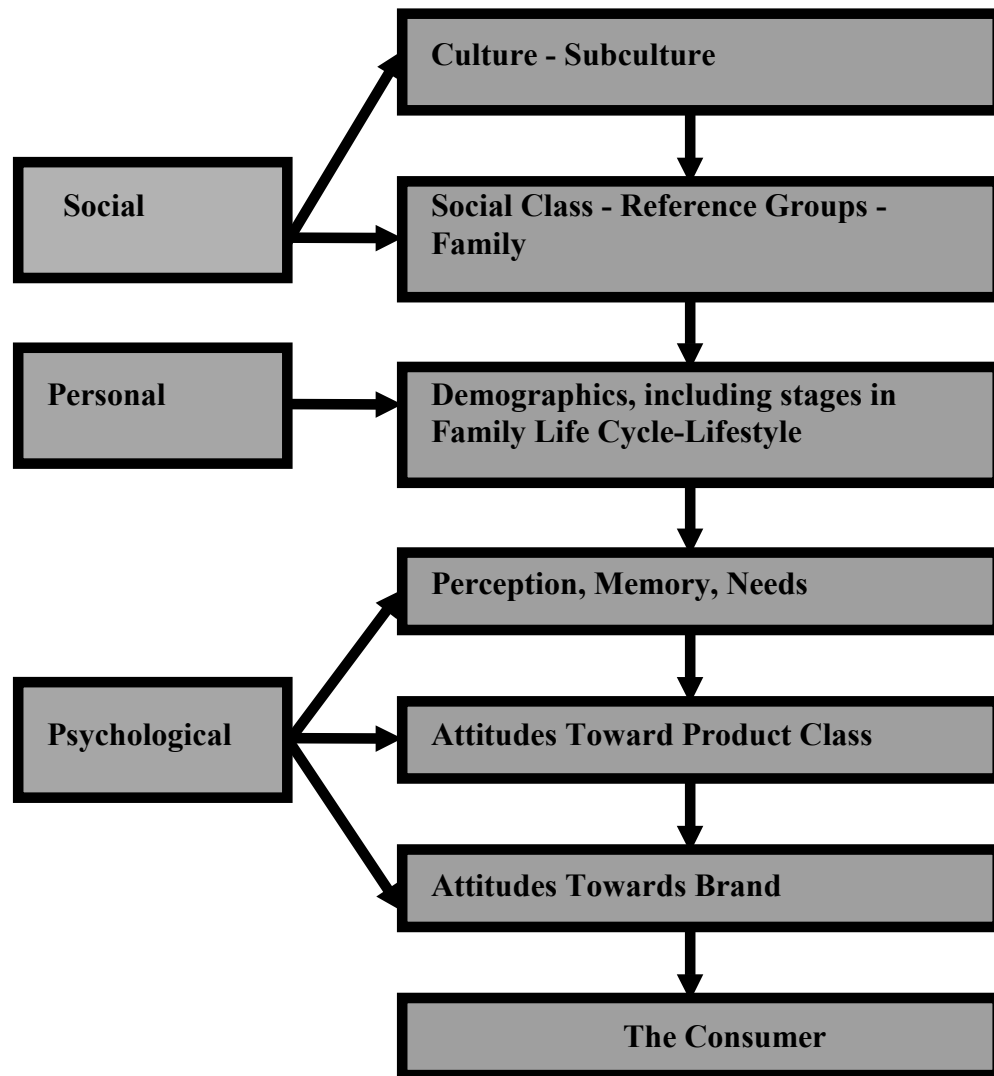 Culture - Subculture
Social
Social Class - Reference Groups -
Family
Personal
Demographics, including stages in
Family Life Cycle-Lifestyle
Perception, Memory, Needs
Psychological
Attitudes Toward Product Class
Attitudes Towards Brand
The Consumer